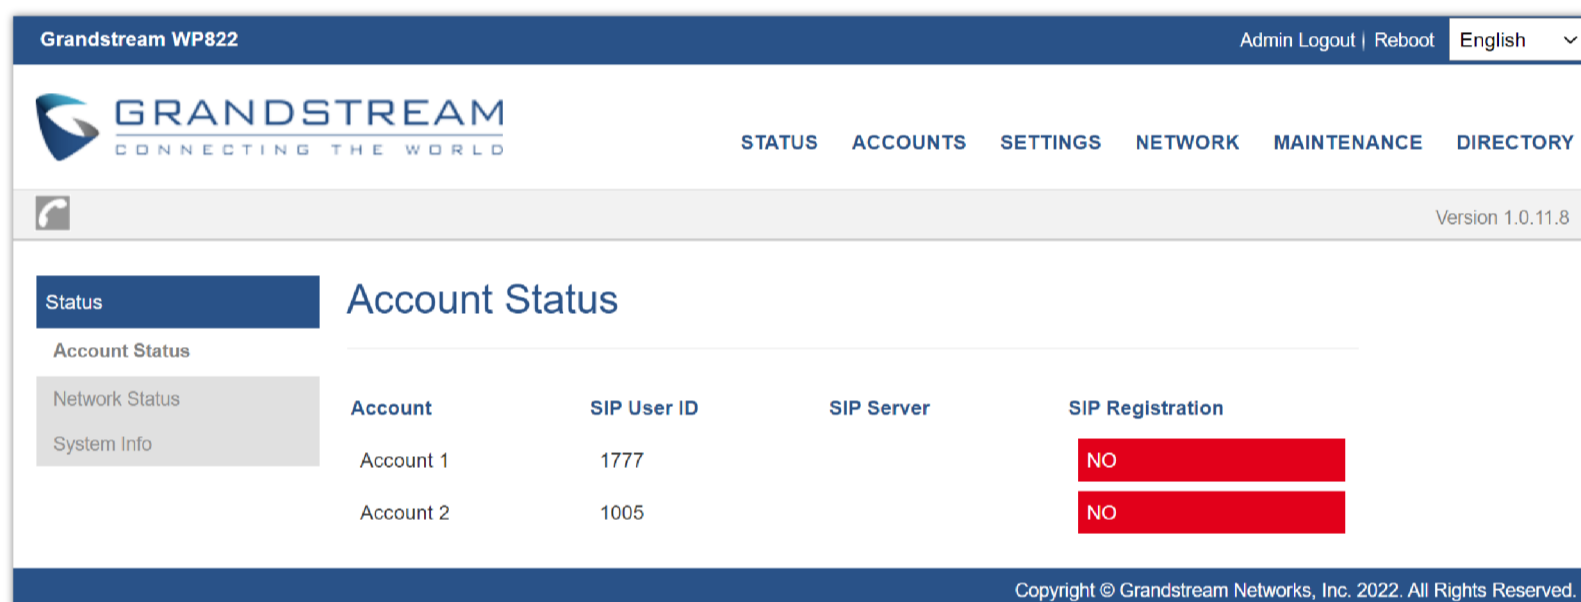 Grandstream WP822
Admin Logout | Reboot English
GRANDSTREAM
CONNECTING THE WORLD
STATUS ACCOUNTS SETTINGS NETWORK MAINTENANCE DIRECTORY
Version 1.0.11.8
Status
Account Status
Network Status
System Info
Account Status
Account SIP User ID SIP Server SIP Registration
Account 1 1777 NO
Account 2 1005 NO
Copyright © Grandstream Networks, Inc. 2022. All Rights Reserved.